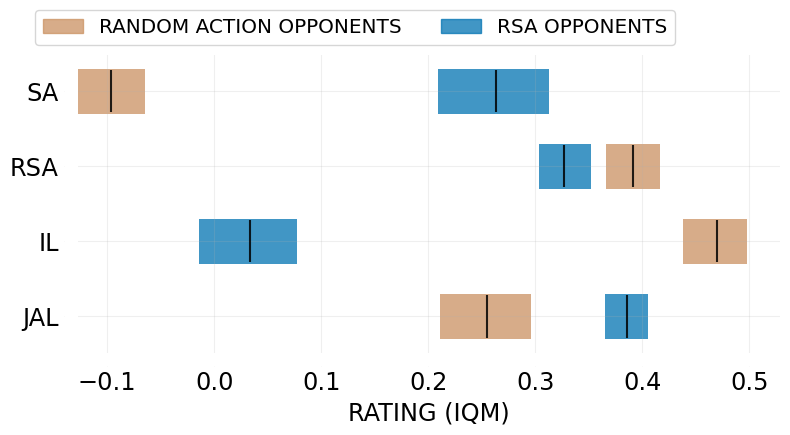 RANDOM ACTION OPPONENTS RSA OPPONENTS
SA
RSA
IL
JAL
−0.1 0.0 0.1 0.2 0.3 0.4 0.5
RATING (IQM)